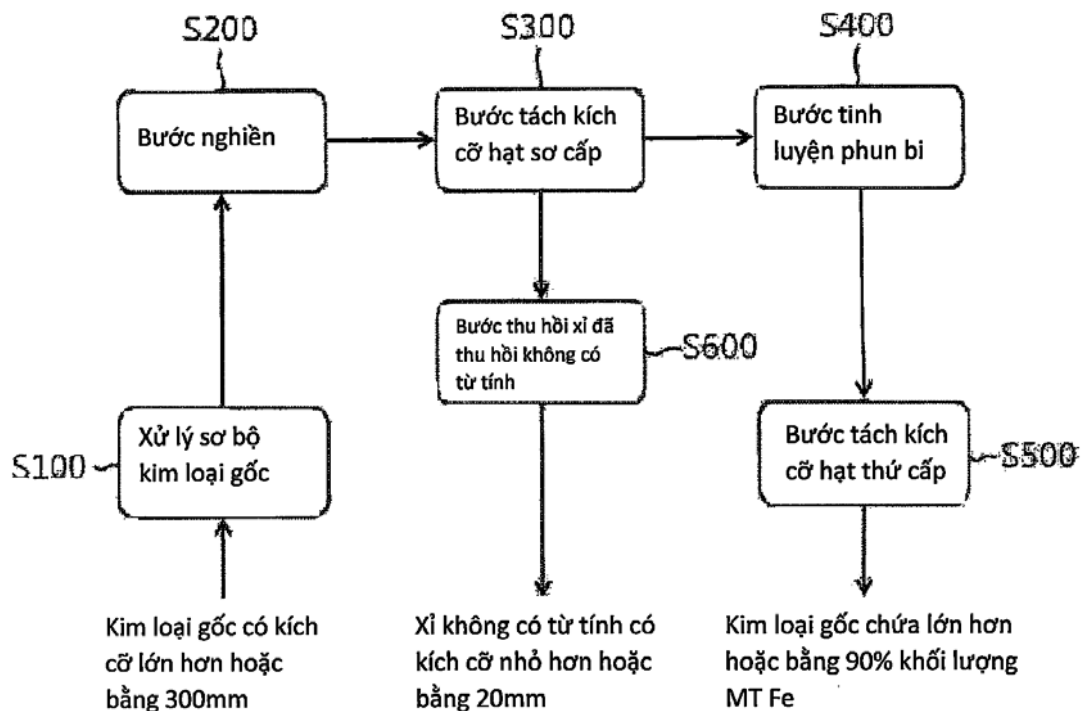 S200
S300
S400
Bước nghiền
Bước tách kích
cỡ hạt sơ cấp
Bước tinh
luyện phun bi
Bước thu hồi xỉ đã
thu hồi không có
từ tính
S600
S100
Xử lý sơ bộ
kim loại gốc
Bước tách kích
cỡ hạt thứ cấp
S500
Kim loại gốc có kích
cỡ lớn hơn hoặc
bằng 300mm
Xỉ không có từ tính có
kích cỡ nhỏ hơn hoặc
bằng 20mm
Kim loại gốc chứa lớn hơn
hoặc bằng 90% khối lượng
MT Fe